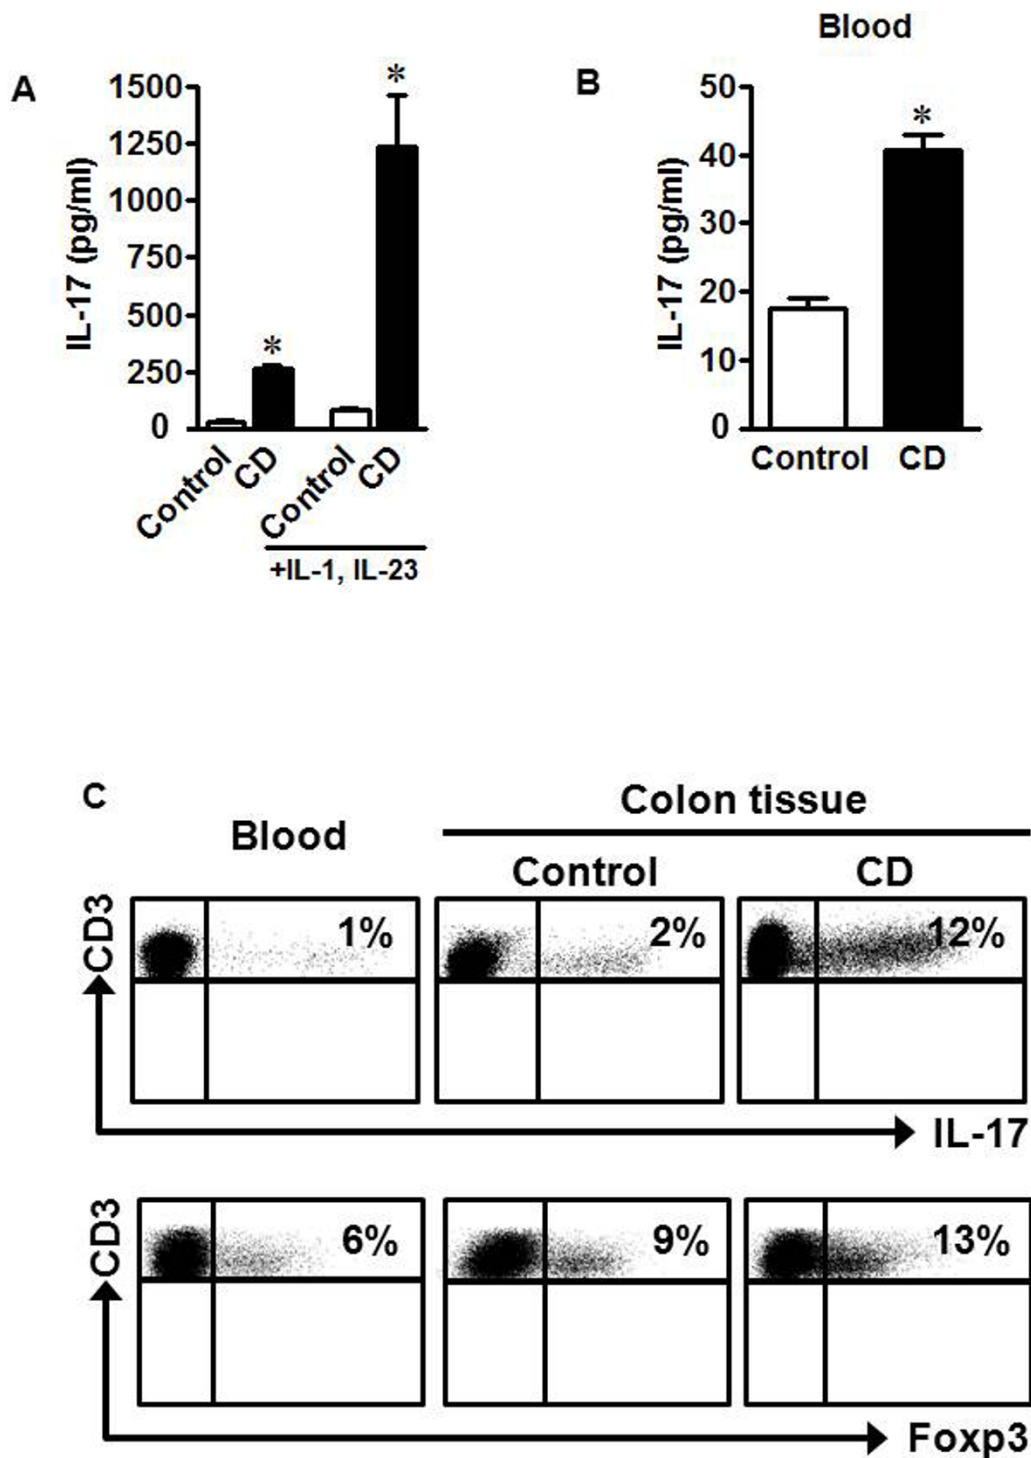 A
IL-17 (pg/ml)
1500
1250
1000
750
500
250
0
*
*
Control
CD
Control
CD
+IL-1, IL-23
Blood
B
IL-17 (pg/ml)
50
40
30
20
10
0
*
Control CD
C
Blood
Colon tissue
Control CD
CD3
1% 2% 12%
IL-17
CD3
6% 9% 13%
Foxp3